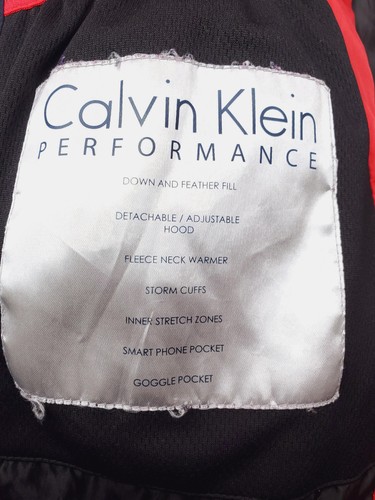 Calvin Klein
PERFORMANCE
DOWN AND FEATHER FILL
DETACHABLE / ADJUSTABLE
HOOD
FLEECE NECK WARMER
STORM CUFFS
INNER STRETCH ZONES
SMART PHONE POCKET
GOGGLE POCKET